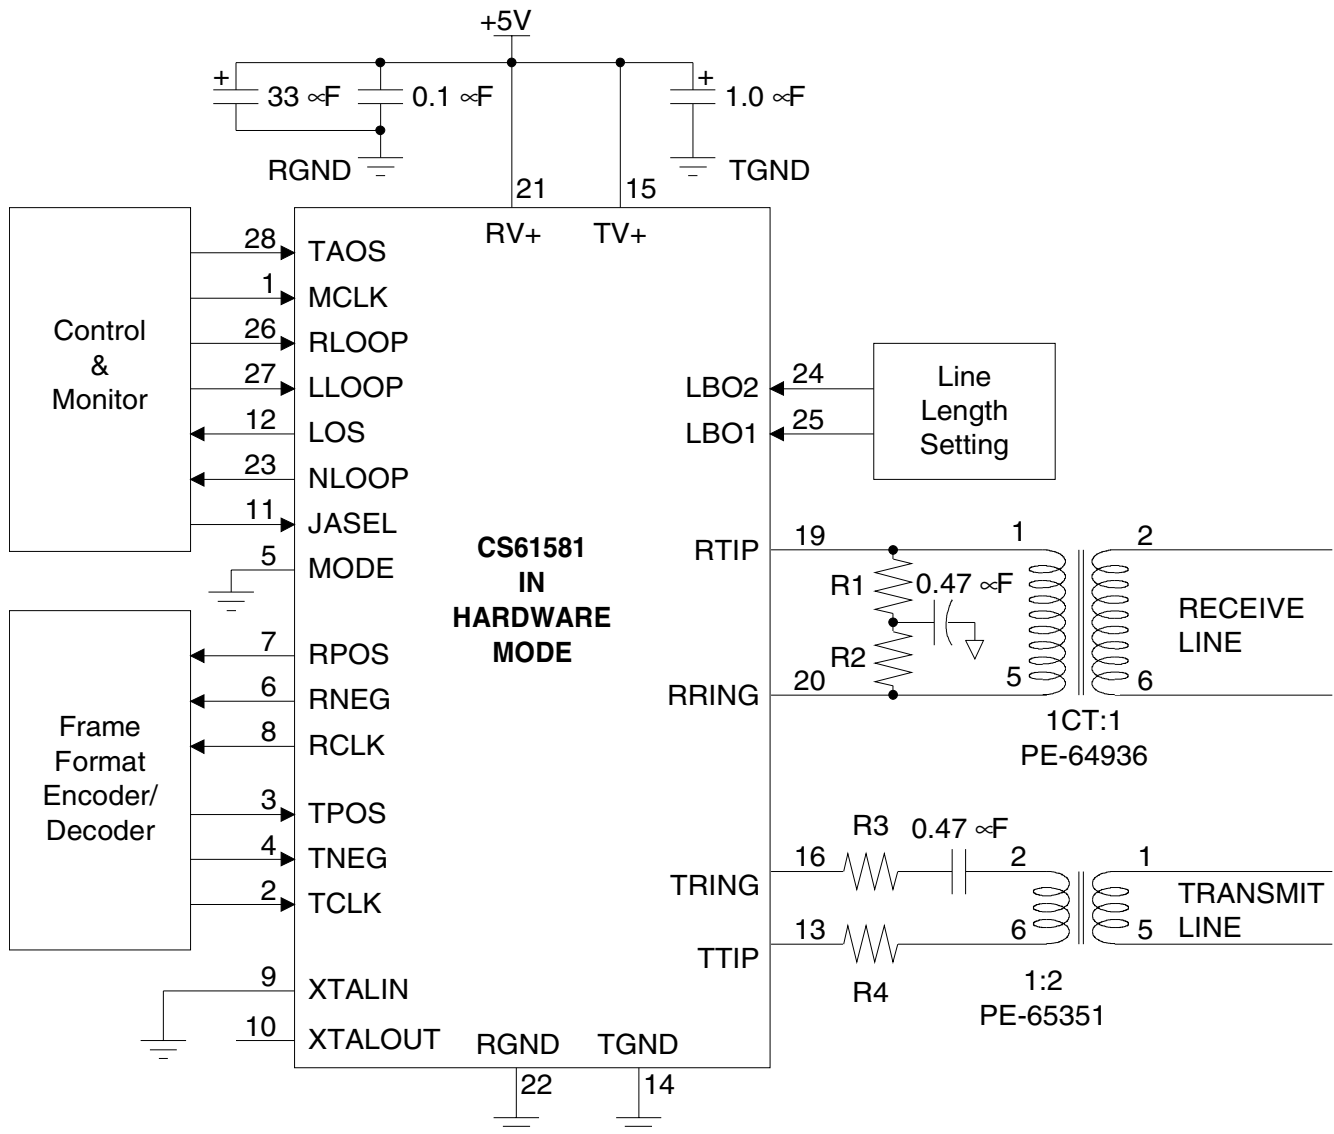 +5V
+
33 ∝F
0.1 ∝F
+
1.0 ∝F
RGND
TGND
21
15
RV+
TV+
Control
&
Monitor
28 TAOS
1 MCLK
26 RLOOP
27 LLOOP
12 LOS
23 NLOOP
11 JASEL
5 MODE
Frame
Format
Encoder/
Decoder
7 RPOS
6 RNEG
8 RCLK
3 TPOS
4 TNEG
2 TCLK
9 XTALIN
10 XTALOUT
CS61581
IN
HARDWARE
MODE
RGND
TGND
22
14
LBO2 24
LBO1 25
Line
Length
Setting
RTIP 19
R1
0.47 ∝F
R2
RRING 20
1
2
5
6
RECEIVE
LINE
1CT:1
PE-64936
TRING 16
R3
0.47 ∝F
2
1
TTIP 13
R4
6
5
TRANSMIT
LINE
1:2
PE-65351